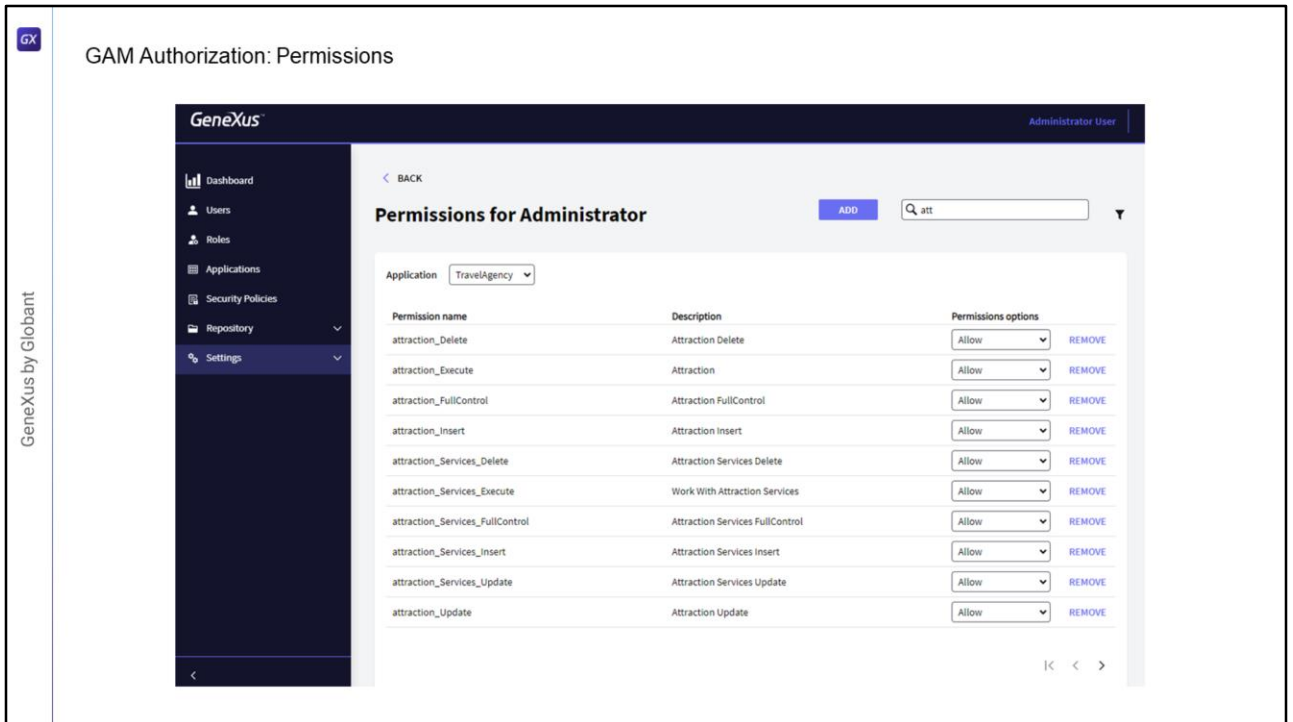 GX
GAM Authorization: Permissions
GeneXus by Globant
GeneXus™
Administrator User
Dashboard
Users
Roles
Applications
Security Policies
Repository
Settings
BACK
Permissions for Administrator
ADD
att
Application TravelAgency
Permission name Description Permissions options
attraction_Delete Attraction Delete Allow REMOVE
attraction_Execute Attraction Allow REMOVE
attraction_FullControl Attraction FullControl Allow REMOVE
attraction_Insert Attraction Insert Allow REMOVE
attraction_Services_Delete Attraction Services Delete Allow REMOVE
attraction_Services_Execute Work With Attraction Services Allow REMOVE
attraction_Services_FullControl Attraction Services FullControl Allow REMOVE
attraction_Services_Insert Attraction Services Insert Allow REMOVE
attraction_Services_Update Attraction Services Update Allow REMOVE
attraction_Update Attraction Update Allow REMOVE